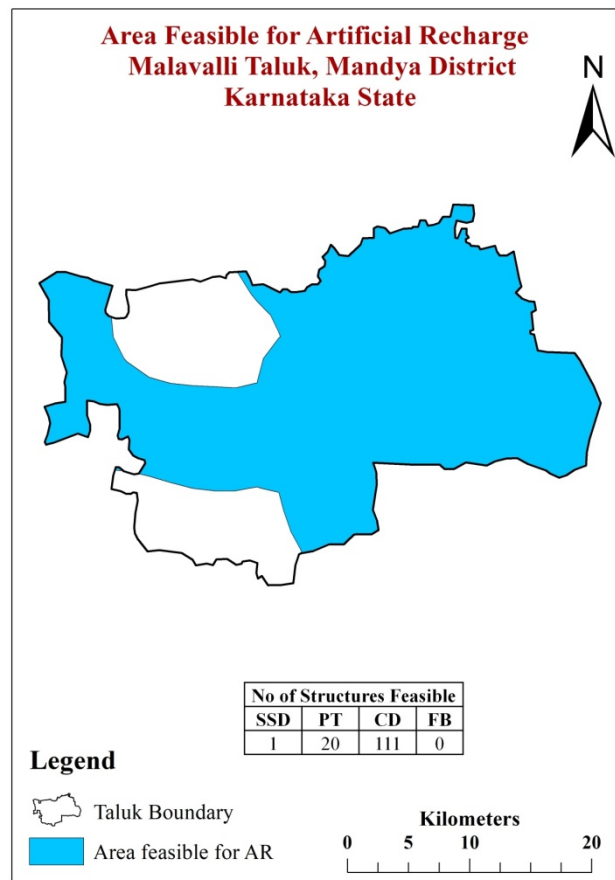 Area Feasible for Artificial Recharge
Malavalli Taluk, Mandya District
Karnataka State
N
No of Structures Feasible
SSD PT CD FB
1 20 111 0
Legend
Taluk Boundary
Area feasible for AR
Kilometers
0 10 20